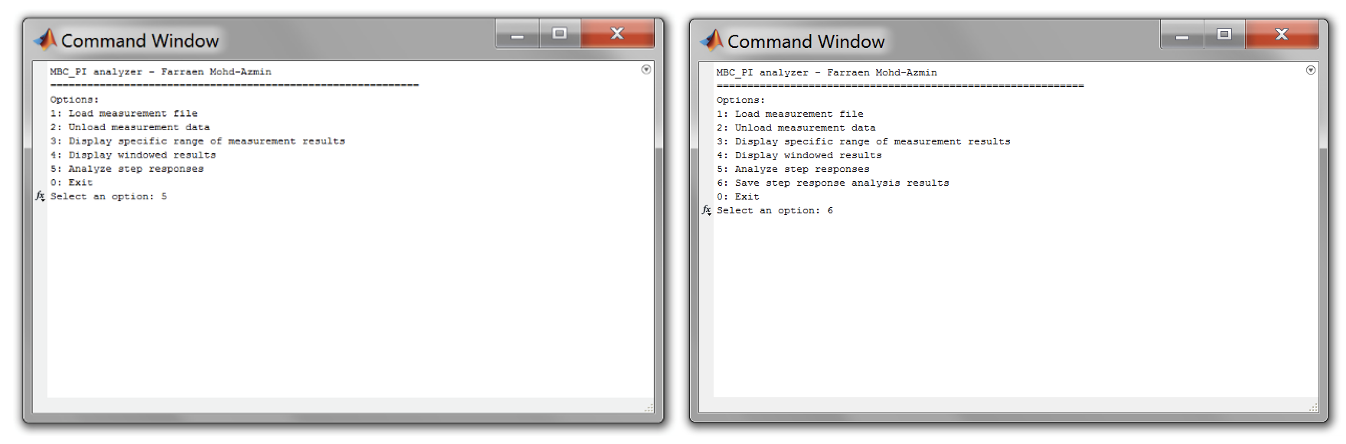 Command Window
MBC_PI analyzer - Farraen Mohd-Azmin
============================================================
Options:
1: Load measurement file
2: Unload measurement data
3: Display specific range of measurement results
4: Display windowed results
5: Analyze step responses
0: Exit
fx Select an option: 5
Command Window
MBC_PI analyzer - Farraen Mohd-Azmin
============================================================
Options:
1: Load measurement file
2: Unload measurement data
3: Display specific range of measurement results
4: Display windowed results
5: Analyze step responses
6: Save step response analysis results
0: Exit
fx Select an option: 6